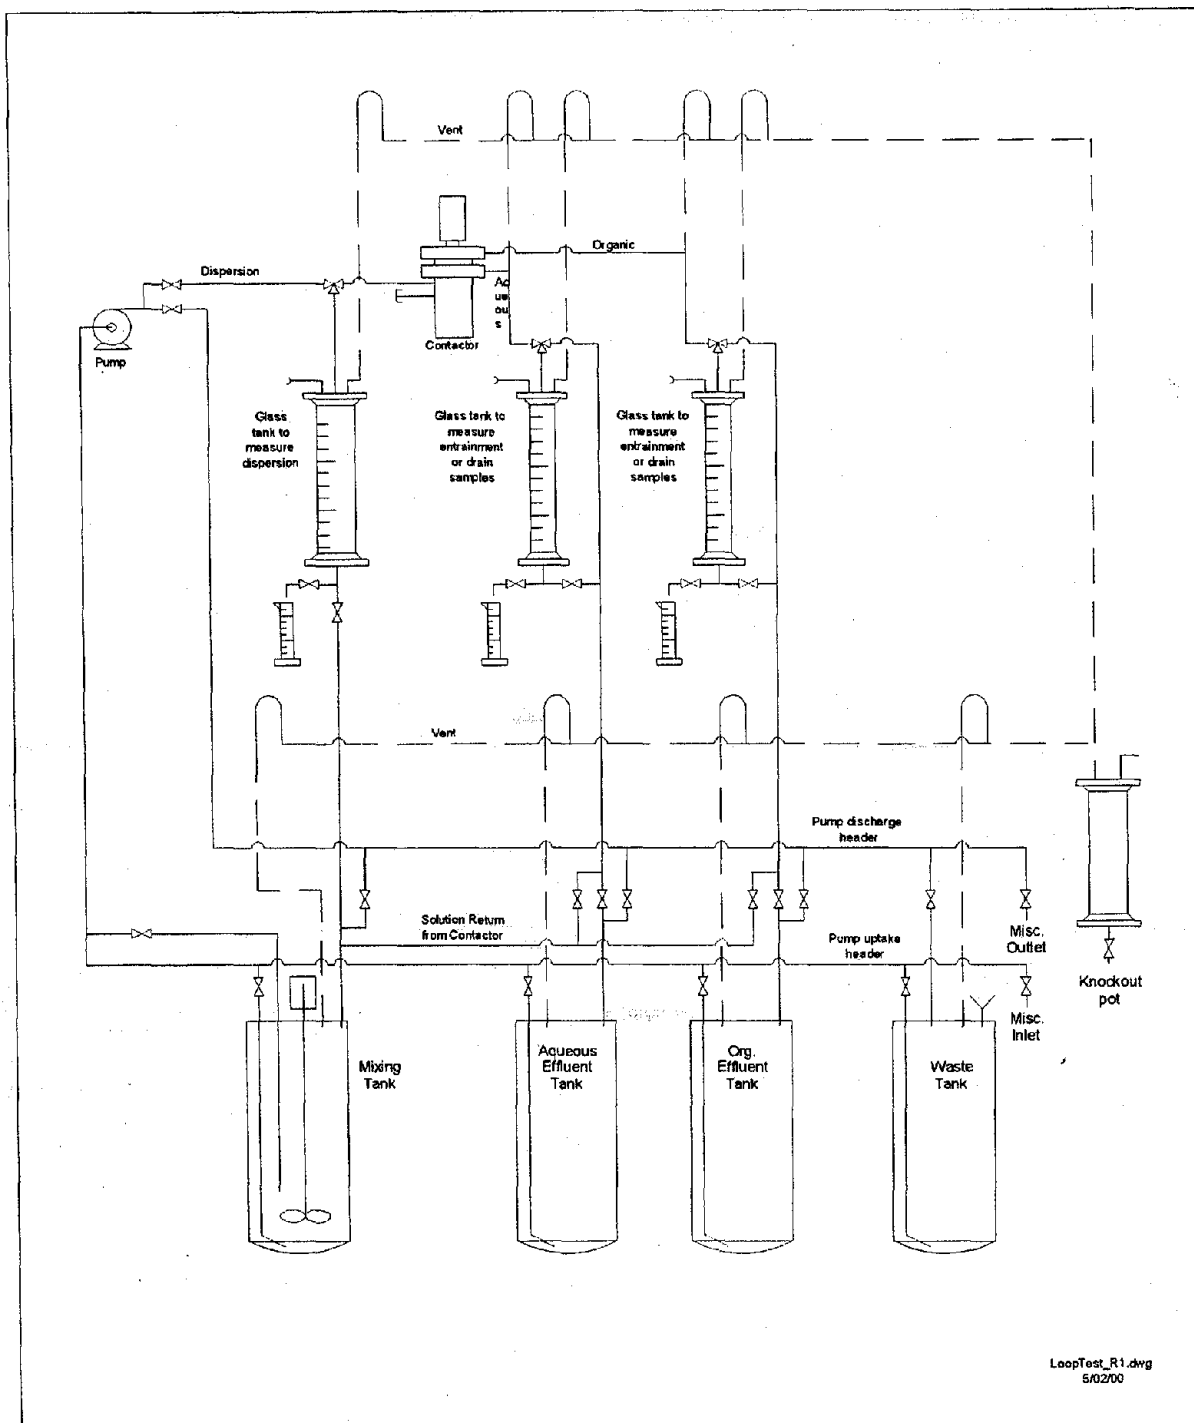 Vent
Organic
Dispersion
Aq
ue
ou
s
Contactor
Pump
Glass
tank to
measure
dispersion
Glass tank to
measure
entrainment
or drain
samples
Glass tank to
measure
entrainment
or drain
samples
Vent
Pump discharge
header
Solution Return
from Contactor
Pump uptake
header
Misc.
Outlet
Knockout
pot
Misc.
Inlet
Mixing
Tank
Aqueous
Effluent
Tank
Org.
Effluent
Tank
Waste
Tank
LoopTest_R1.dwg
5/02/00